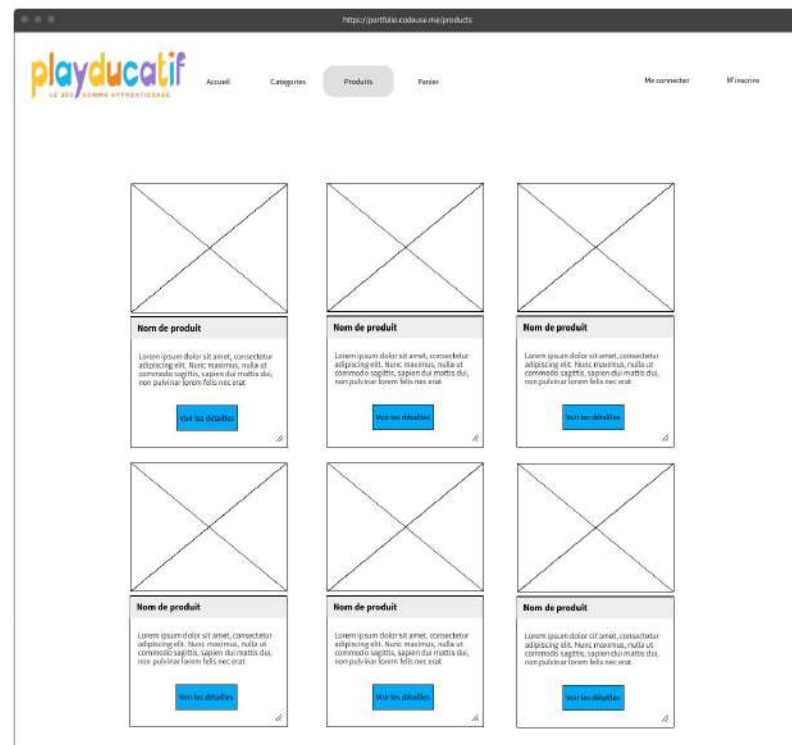 https://portfolio.codeuse.me/products
playducatif
LE JEU COMME APPRENTISSAGE
Accueil
Categories
Produits
Panier
Me connecter
M'inscrire
Nom de produit
Lorem ipsum dolor sit amet, consectetur
adipiscing elit. Nunc maximus, nulla ut
commodo sagittis, sapien dui mattis dui,
non pulvinar lorem felis nec erat
Voir les détailles
Nom de produit
Lorem ipsum dolor sit amet, consectetur
adipiscing elit. Nunc maximus, nulla ut
commodo sagittis, sapien dui mattis dui,
non pulvinar lorem felis nec erat
Voir les détailles
Nom de produit
Lorem ipsum dolor sit amet, consectetur
adipiscing elit. Nunc maximus, nulla ut
commodo sagittis, sapien dui mattis dui,
non pulvinar lorem felis nec erat
Voir les détailles
Nom de produit
Lorem ipsum dolor sit amet, consectetur
adipiscing elit. Nunc maximus, nulla ut
commodo sagittis, sapien dui mattis dui,
non pulvinar lorem felis nec erat
Voir les détailles
Nom de produit
Lorem ipsum dolor sit amet, consectetur
adipiscing elit. Nunc maximus, nulla ut
commodo sagittis, sapien dui mattis dui,
non pulvinar lorem felis nec erat
Voir les détailles
Nom de produit
Lorem ipsum dolor sit amet, consectetur
adipiscing elit. Nunc maximus, nulla ut
commodo sagittis, sapien dui mattis dui,
non pulvinar lorem felis nec erat
Voir les détailles